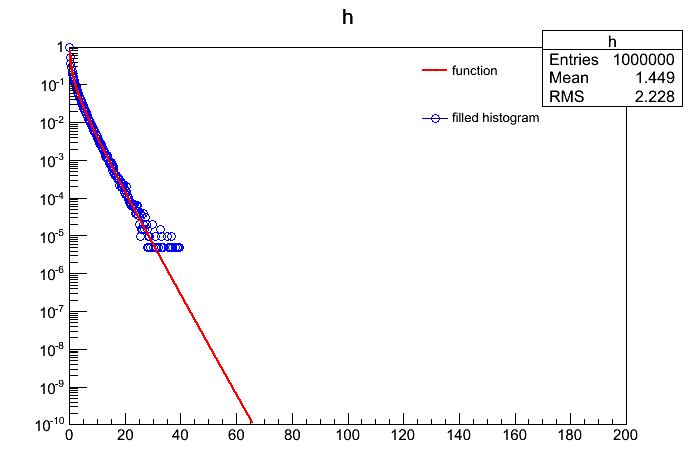 h
h
Entries 1000000
Mean 1.449
RMS 2.228
function
filled histogram
1
10-1
10-2
10-3
10-4
10-5
10-6
10-7
10-8
10-9
10-10
0 20 40 60 80 100 120 140 160 180 200